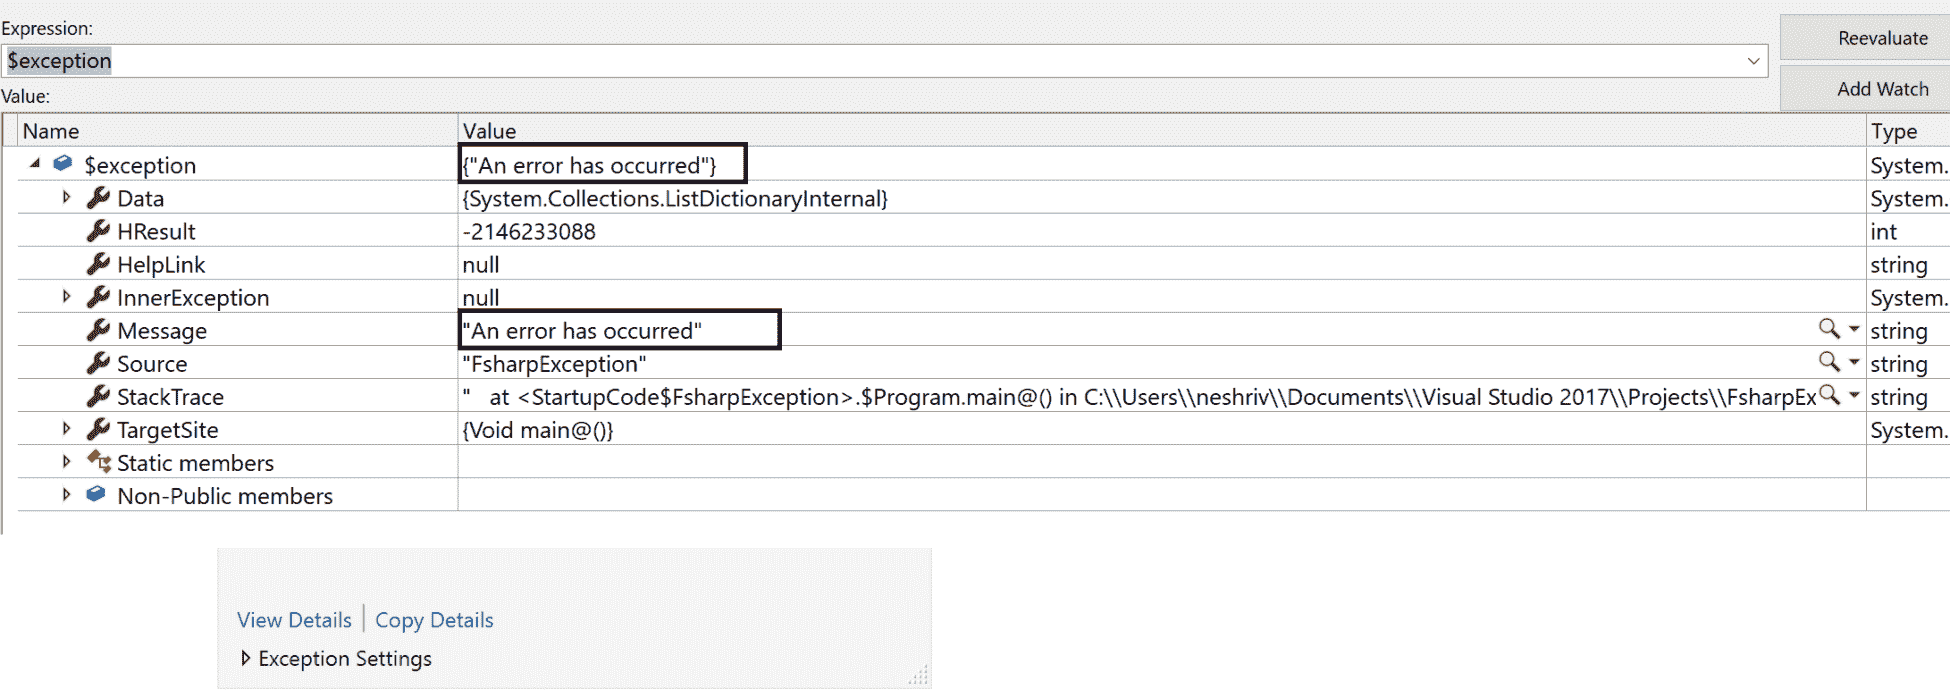 Expression:
Reevaluate
$exception
Add Watch
Value:
Name Value Type
$exception {"An error has occurred"} System.
Data {System.Collections.ListDictionaryInternal} System.
HResult -2146233088 int
HelpLink null string
InnerException null System.
Message "An error has occurred" string
Source "FsharpException" string
StackTrace "   at <StartupCode$FsharpException>.$Program.main@() in C:\\Users\\neshriv\\Documents\\Visual Studio 2017\\Projects\\FsharpEx string
TargetSite {Void main@()} System.
Static members
Non-Public members
View Details | Copy Details
Exception Settings